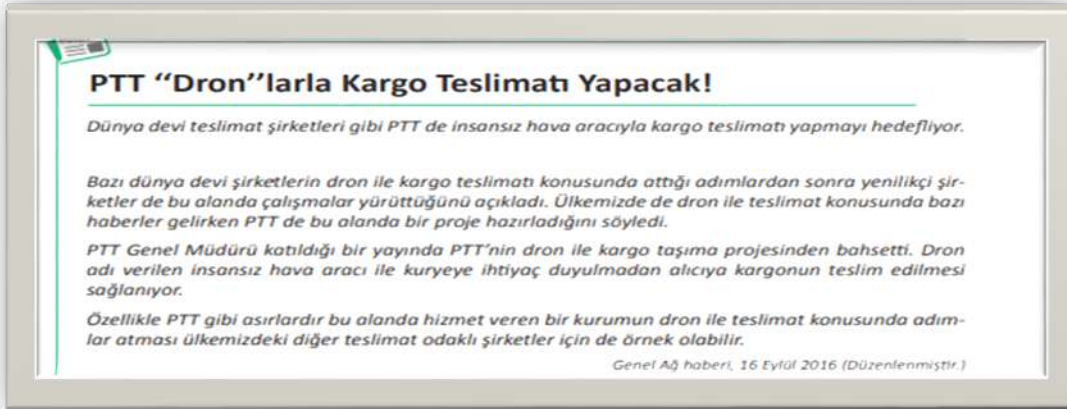 PTT “Dron”larla Kargo Teslimatı Yapacak!
Dünya devi teslimat şirketleri gibi PTT de insansız hava aracıyla kargo teslimatı yapmayı hedefliyor.
Bazı dünya devi şirketlerin dron ile kargo teslimatı konusunda attığı adımlardan sonra yenilikçi şir-
ketler de bu alanda çalışmalar yürüttüğünü açıkladı. Ülkemizde de dron ile teslimat konusunda bazı
haberler gelirken PTT de bu alanda bir proje hazırladığını söyledi.
PTT Genel Müdürü katıldığı bir yayında PTT’nin dron ile kargo taşıma projesinden bahsetti. Dron
adı verilen insansız hava aracı ile kuryeye ihtiyaç duyulmadan alıcıya kargonun teslim edilmesi
sağlanıyor.
Özellikle PTT gibi asırlardır bu alanda hizmet veren bir kurumun dron ile teslimat konusunda adım-
lar atması ülkemizdeki diğer teslimat odaklı şirketler için de örnek olabilir.
Genel Ağ haberi, 16 Eylül 2016 (Düzenlenmiştir.)